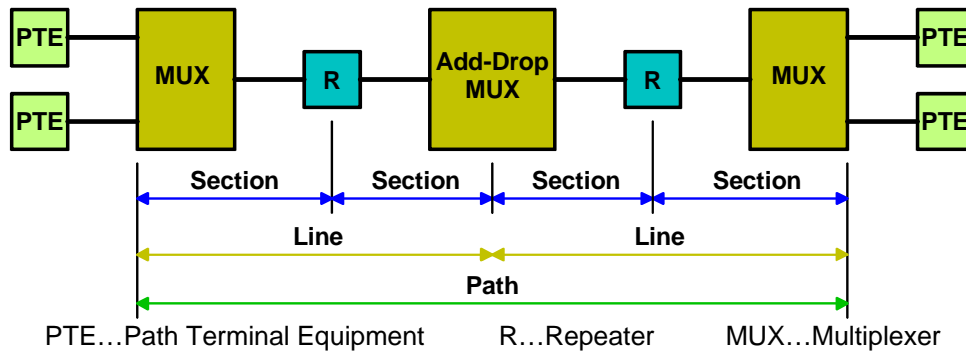 PTE
PTE
MUX
R
Add-Drop
MUX
R
MUX
PTE
PTE
Section
Section
Section
Section
Line
Line
Path
PTE…Path Terminal Equipment
R…Repeater
MUX…Multiplexer